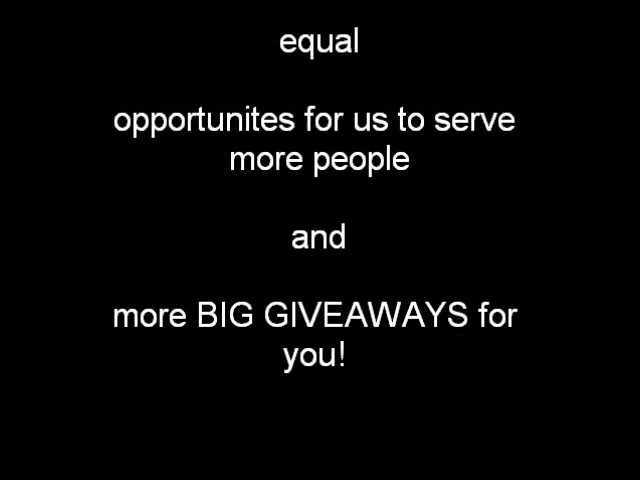 equal
opportunites for us to serve
more people
and
more BIG GIVEAWAYS for
you!